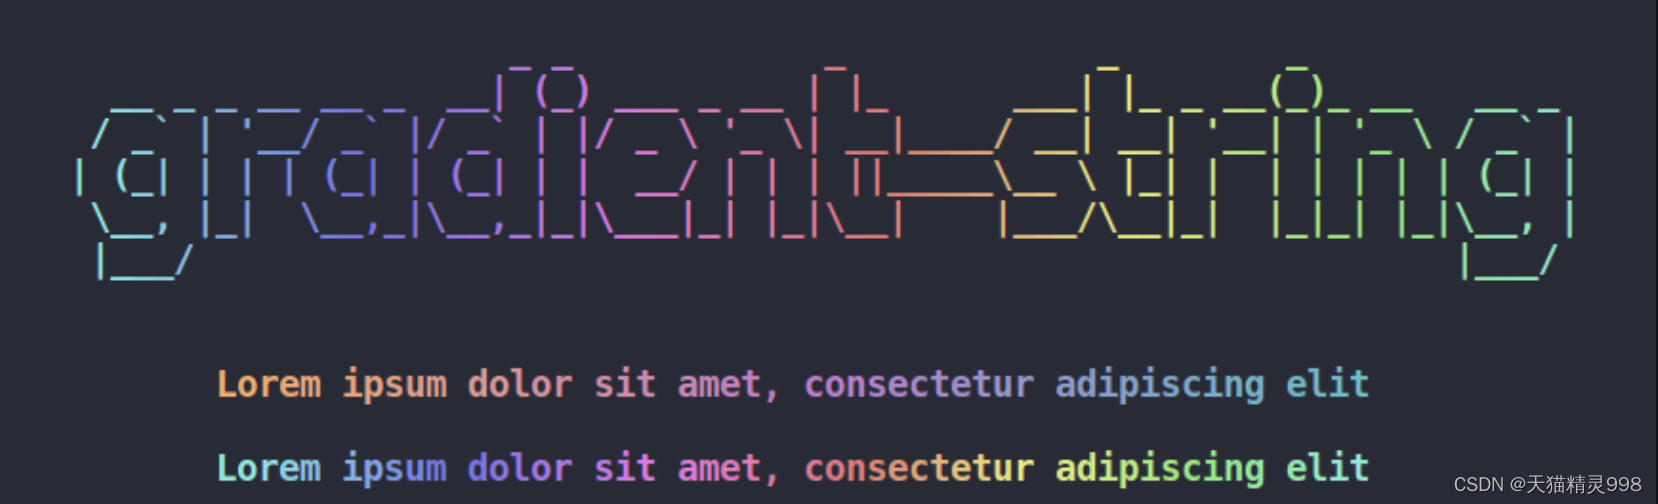 gradient-string
Lorem ipsum dolor sit amet, consectetur adipiscing elit
Lorem ipsum dolor sit amet, consectetur adipiscing elit
CSDN @天猫精灵998